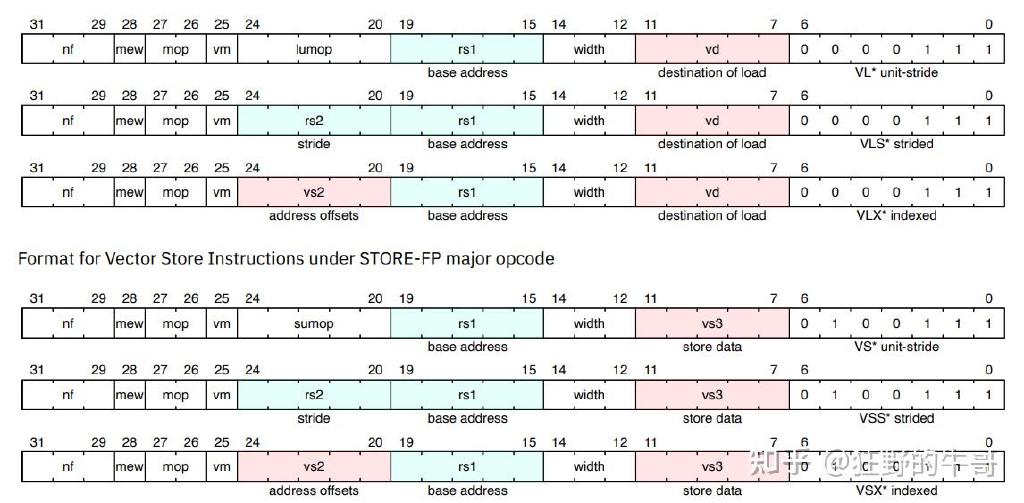 31 29 28 27 26 25 24 20 19 15 14 12 11 7 6 0
nf mew mop vm lumop rs1 width vd 0 0 0 0 1 1 1
base address destination of load VL* unit-stride
31 29 28 27 26 25 24 20 19 15 14 12 11 7 6 0
nf mew mop vm rs2 rs1 width vd 0 0 0 0 1 1 1
stride base address destination of load VLS* strided
31 29 28 27 26 25 24 20 19 15 14 12 11 7 6 0
nf mew mop vm vs2 rs1 width vd 0 0 0 0 1 1 1
address offsets base address destination of load VLX* indexed
Format for Vector Store Instructions under STORE-FP major opcode
31 29 28 27 26 25 24 20 19 15 14 12 11 7 6 0
nf mew mop vm sumop rs1 width vs3 0 1 0 0 1 1 1
base address store data VS* unit-stride
31 29 28 27 26 25 24 20 19 15 14 12 11 7 6 0
nf mew mop vm rs2 rs1 width vs3 0 1 0 0 1 1 1
stride base address store data VSS* strided
31 29 28 27 26 25 24 20 19 15 14 12 11 7 6 0
nf mew mop vm vs2 rs1 width vs3 0 1 0 0 1 1 1
知乎 @狂野的牛哥
address offsets base address store data VSX* indexed